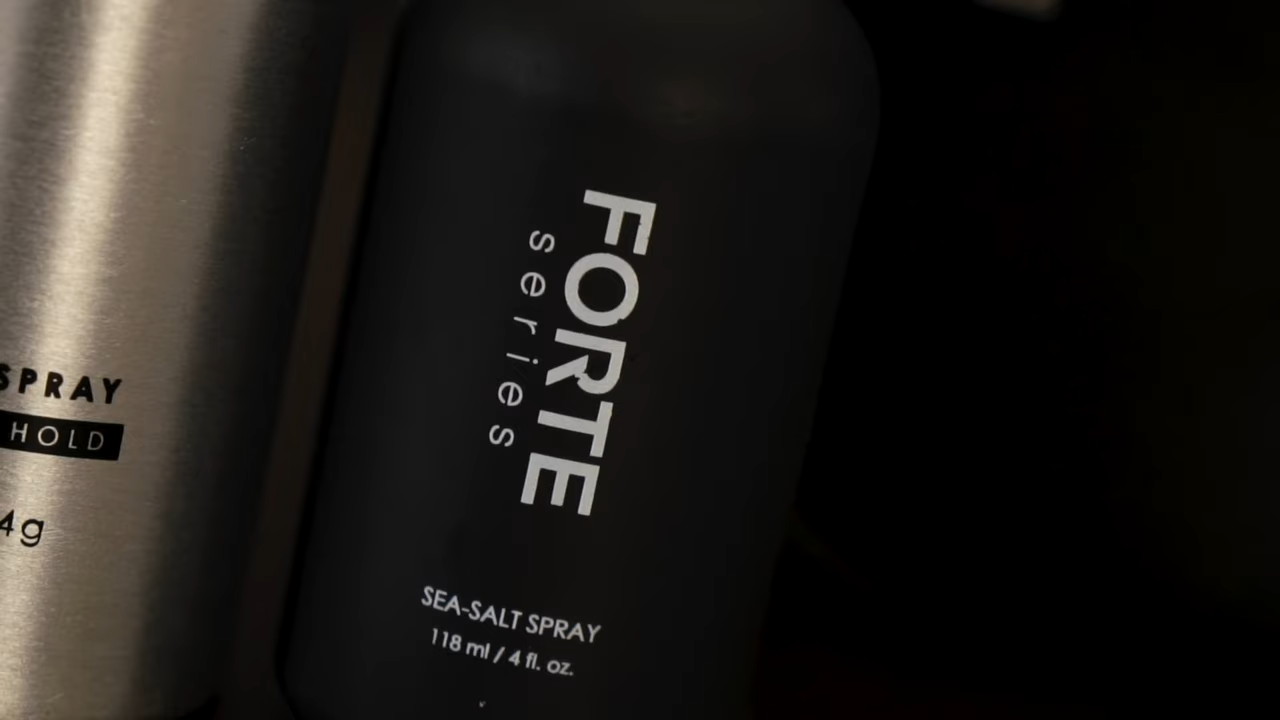 SPRAY
HOLD
4g
FORTE
series
SEA-SALT SPRAY
118 ml / 4 fl. oz.